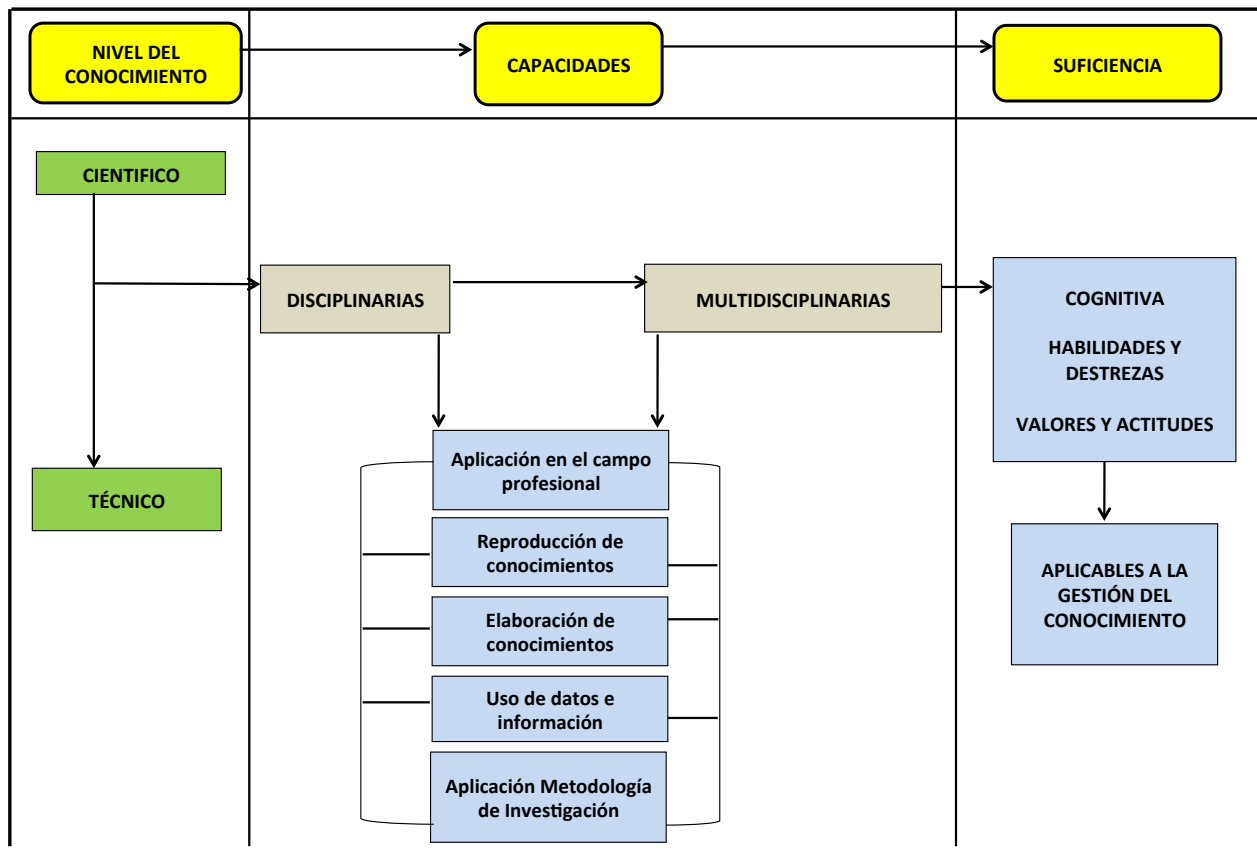 NIVEL DEL
CONOCIMIENTO
CAPACIDADES
SUFICIENCIA
CIENTIFICO
TÉCNICO
DISCIPLINARIAS
MULTIDISCIPLINARIAS
Aplicación en el campo
profesional
Reproducción de
conocimientos
Elaboración de
conocimientos
Uso de datos e
información
Aplicación Metodología
de Investigación
COGNITIVA
HABILIDADES Y
DESTREZAS
VALORES Y ACTITUDES
APLICABLES A LA
GESTIÓN DEL
CONOCIMIENTO